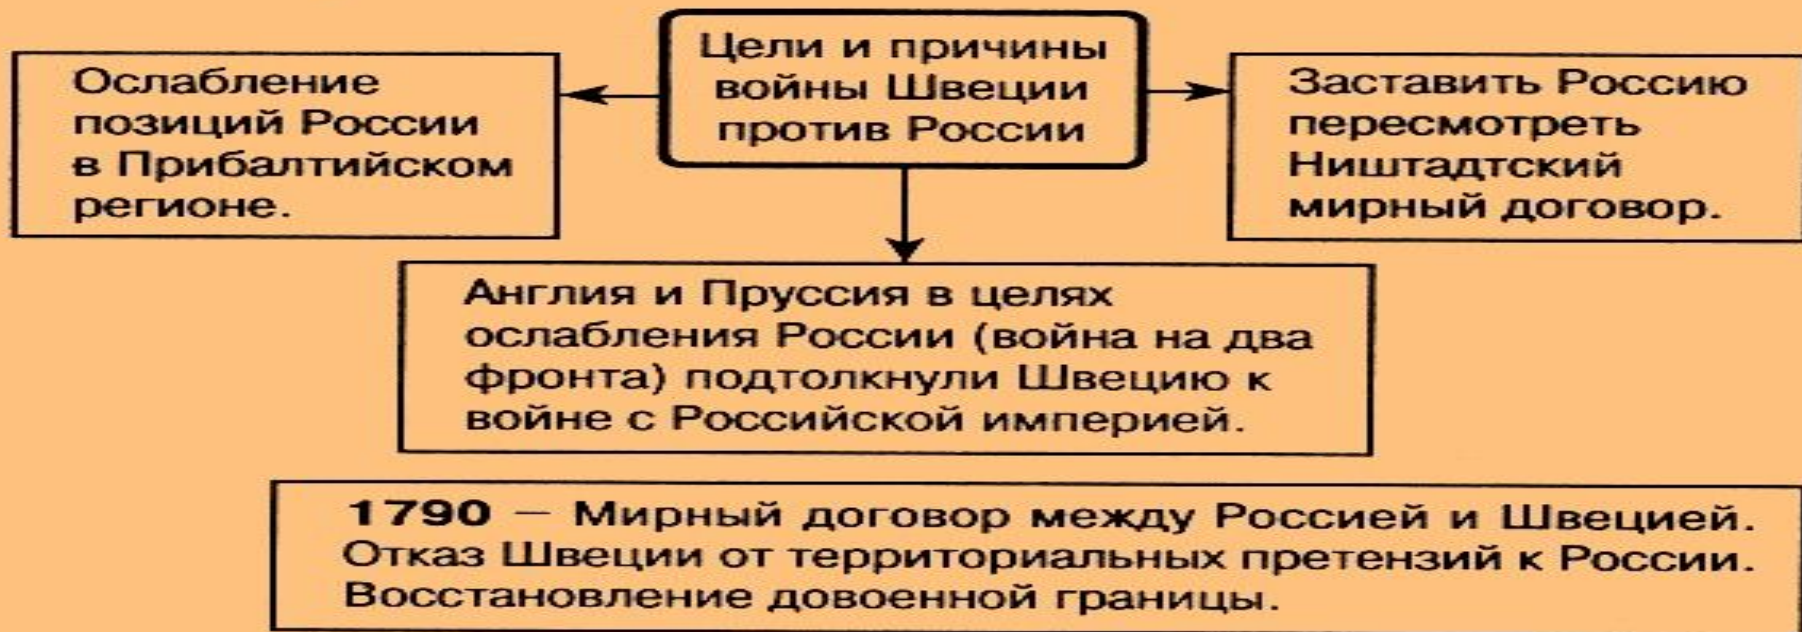 Цели и причины
войны Швеции
против России
Ослабление
позиций России
в Прибалтийском
регионе.
Заставить Россию
пересмотреть
Ништадтский
мирный договор.
Англия и Пруссия в целях
ослабления России (война на два
фронта) подтолкнули Швецию к
войне с Российской империей.
1790 — Мирный договор между Россией и Швецией.
Отказ Швеции от территориальных претензий к России.
Восстановление довоенной границы.